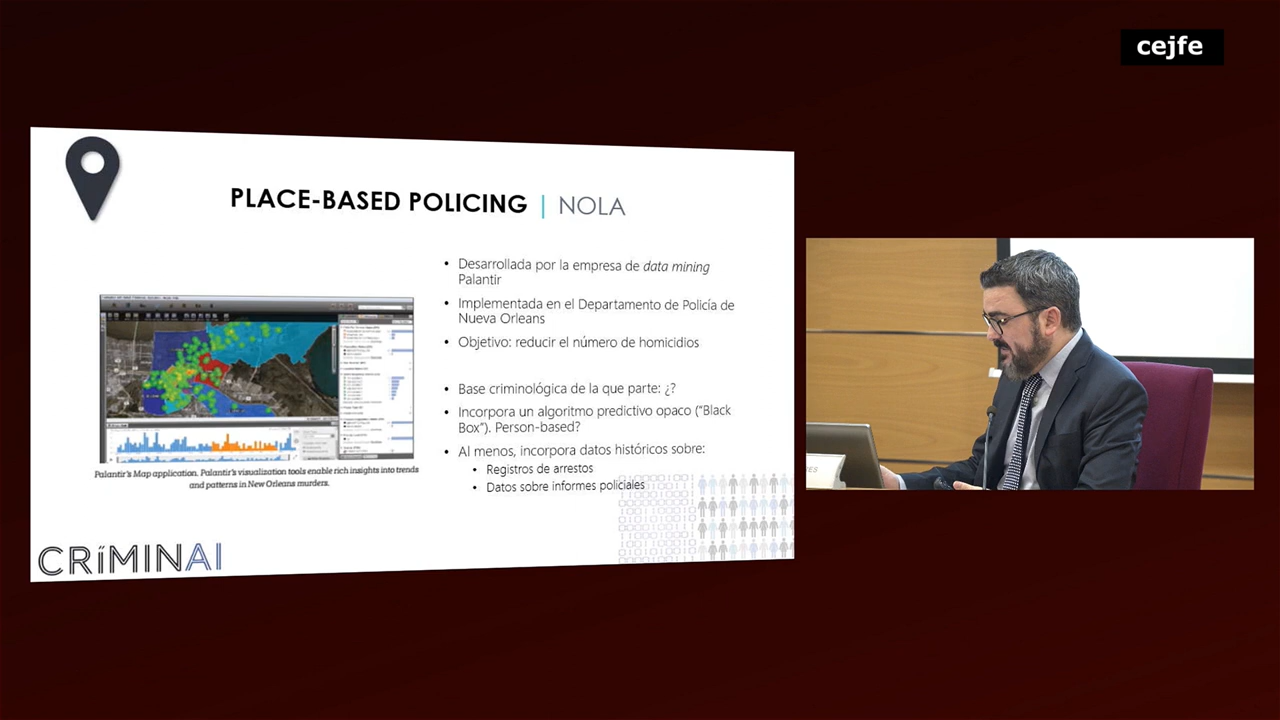 cejfe
PLACE-BASED POLICING | NOLA
• Desarrollada por la empresa de data mining
Palantir
• Implementada en el Departamento de Policía de
Nueva Orleans
• Objetivo: reducir el número de homicidios
• Base criminológica de la que parte: ¿?
• Incorpora un algoritmo predictivo opaco ("Black
Box"). Person-based?
• Al menos, incorpora datos históricos sobre:
• Registros de arrestos
• Datos sobre informes policiales
Palantir's Map application. Palantir's visualization tools enable rich insights into trends
and patterns in New Orleans murders.
CRíMINAI